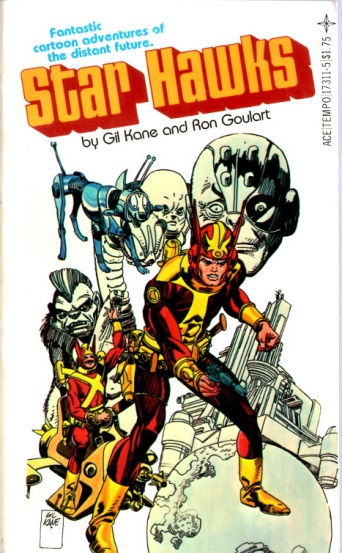 Fantastic
cartoon adventures of
the distant future.
Star Hawks
by Gil Kane and Ron Goulart
ACE|TEMPO|17311-5|$1.75
GIL
KANE